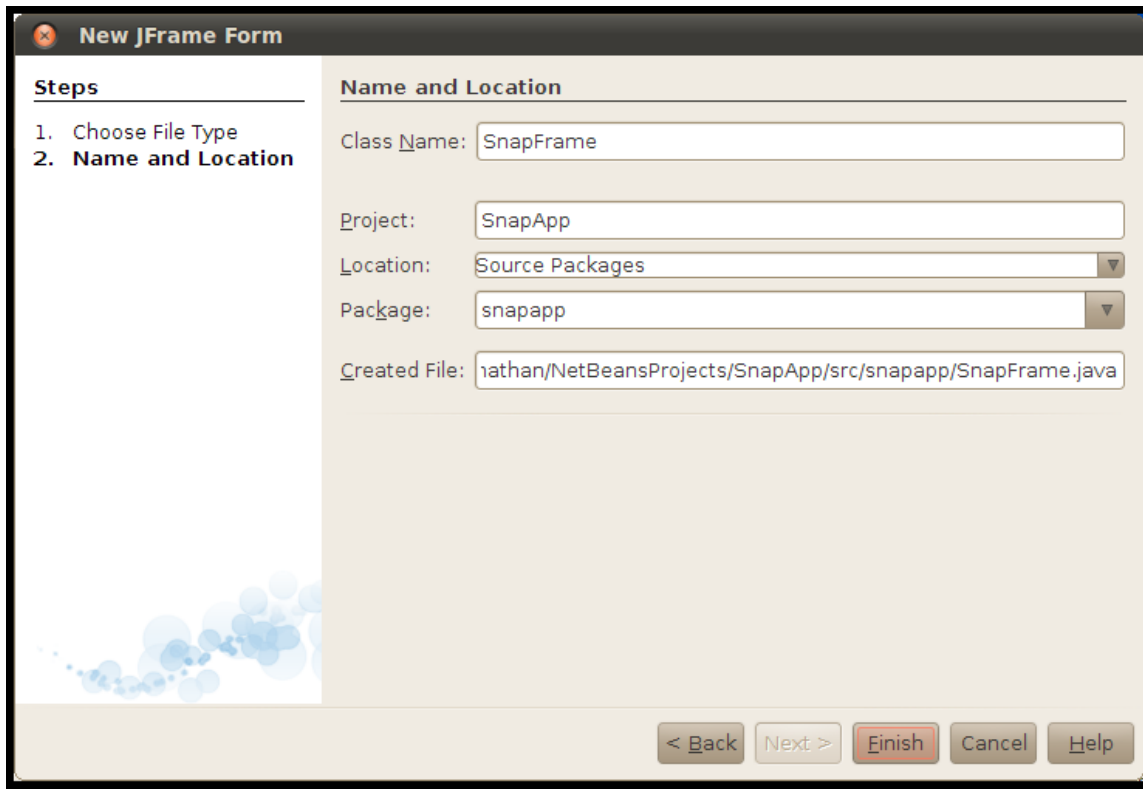 New JFrame Form
Steps
1. Choose File Type
2. Name and Location
Name and Location
Class Name: SnapFrame
Project: SnapApp
Location: Source Packages
Package: snapapp
Created File: nathan/NetBeansProjects/SnapApp/src/snapapp/SnapFrame.java
< Back Next > Finish Cancel Help